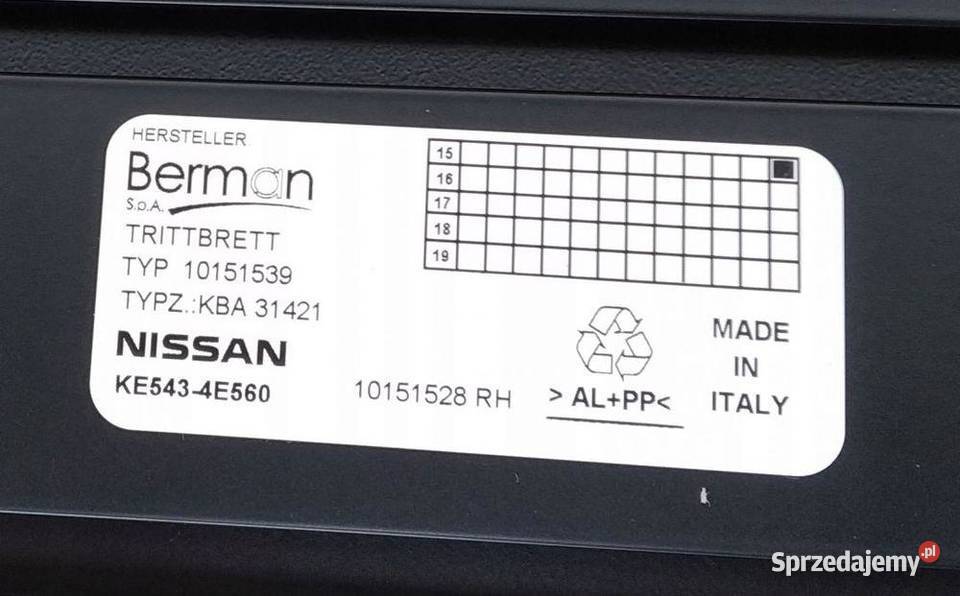 HERSTELLER
Berman
S.p.A.
TRITTBRETT
TYP 10151539
TYPZ.:KBA 31421
NISSAN
KE543-4E560
15
16
17
18
19
10151528 RH
> AL+PP<
MADE
IN
ITALY
Sprzedajemy.pl